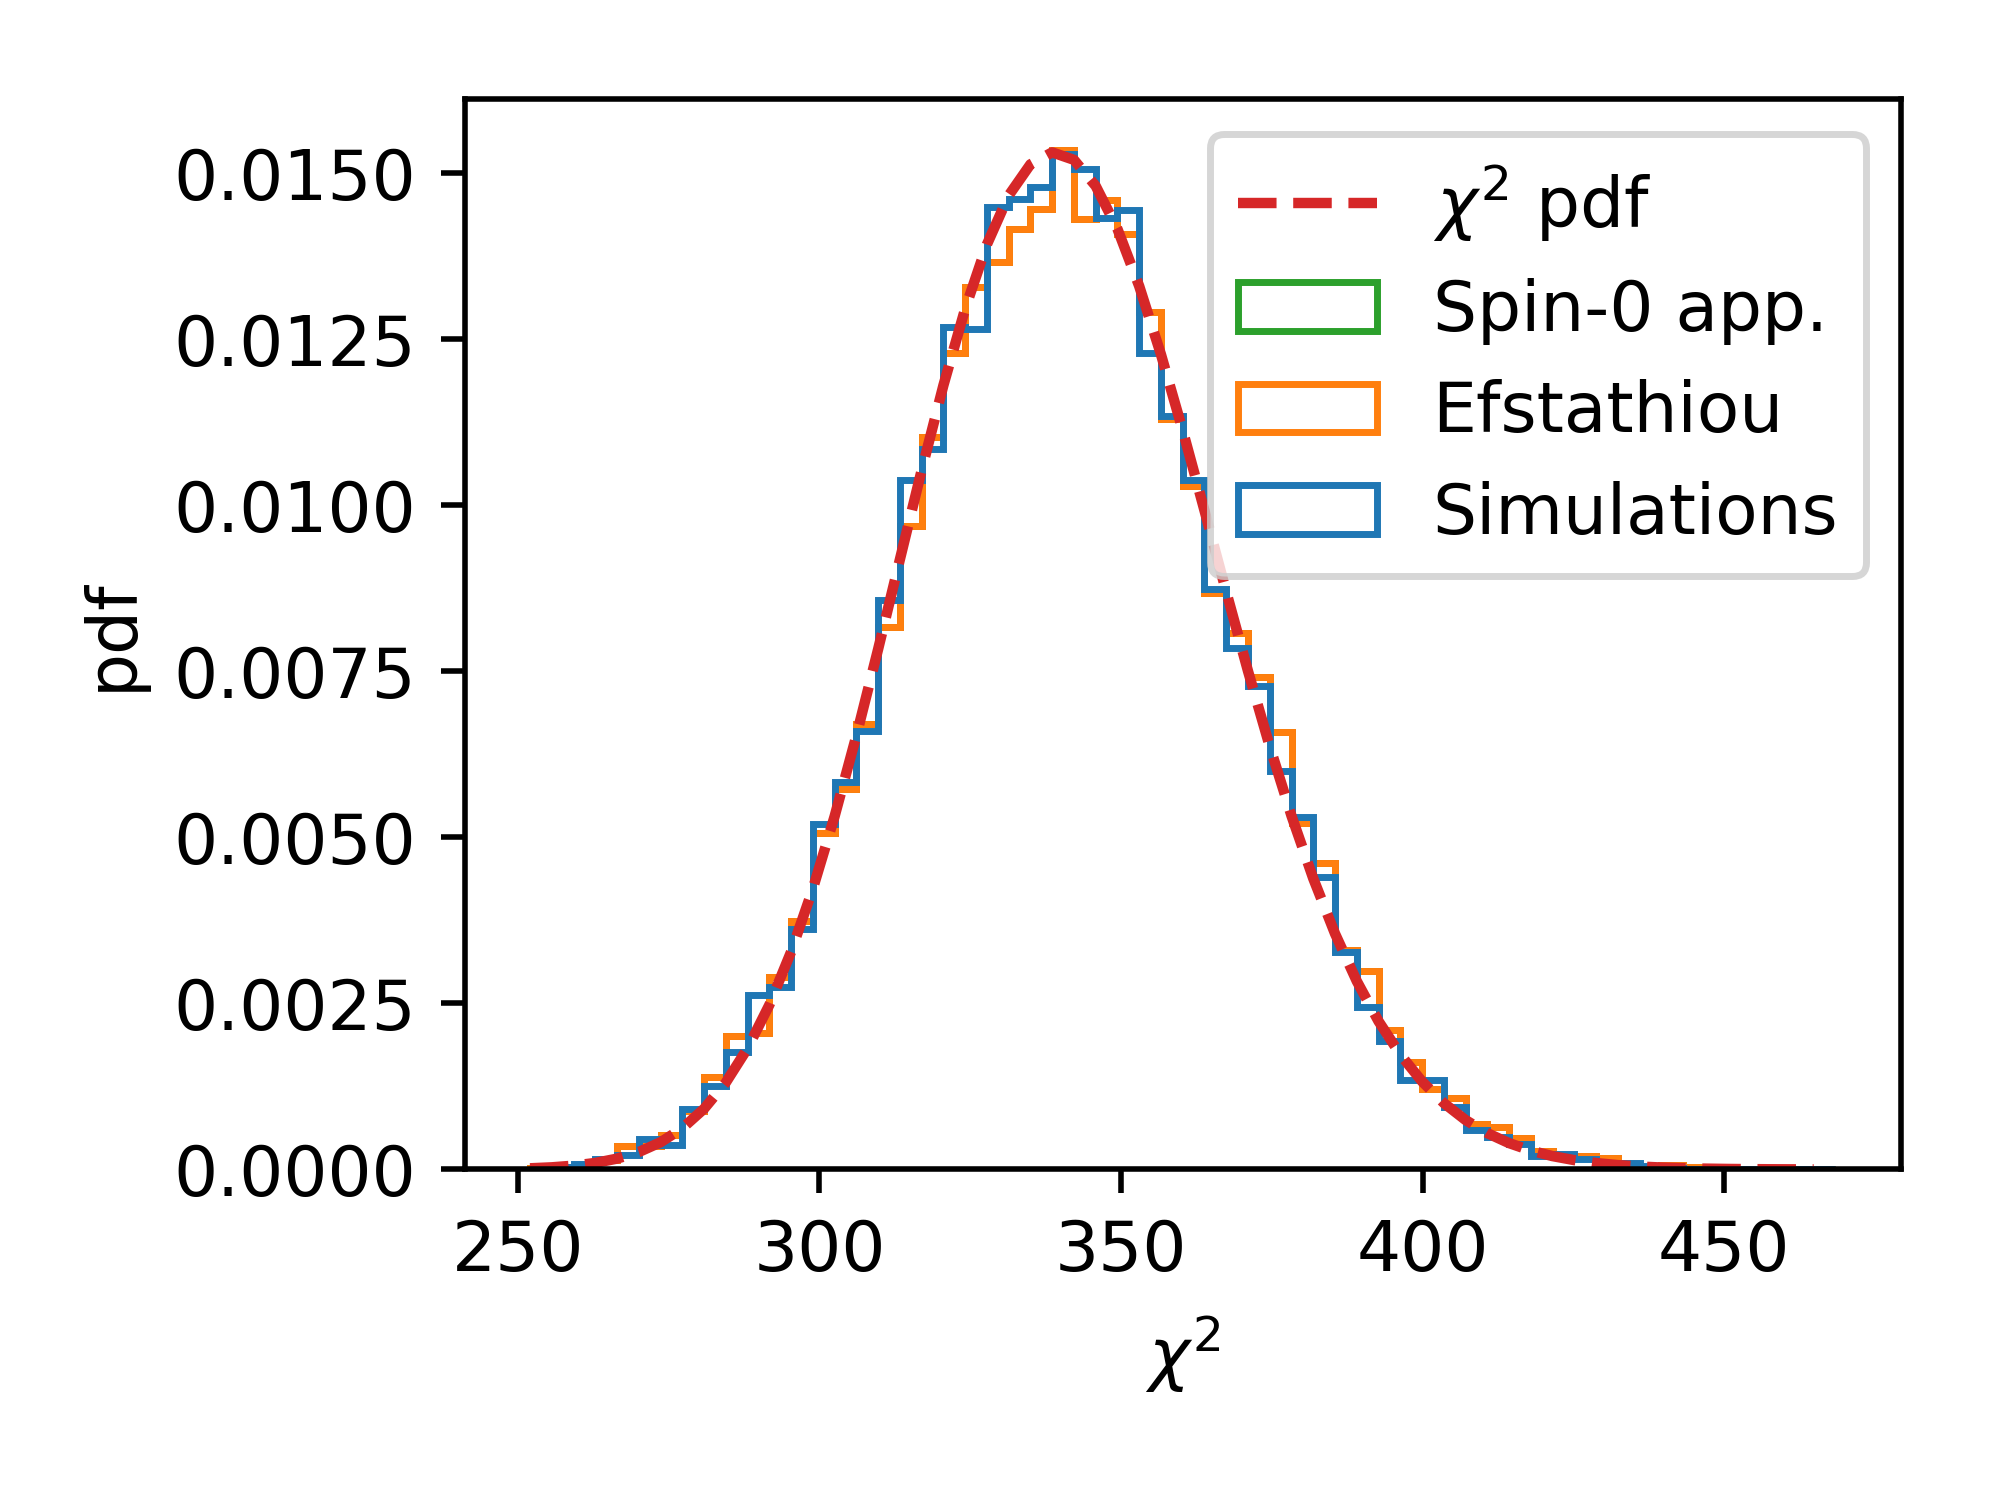 χ² pdf
Spin-0 app.
Efstathiou
Simulations
pdf
0.0150
0.0125
0.0100
0.0075
0.0050
0.0025
0.0000
250 300 350 400 450
χ²